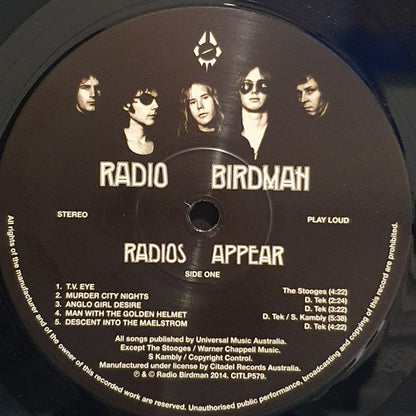 RADIO BIRDMAN
STEREO
PLAY LOUD
RADIOS APPEAR
SIDE ONE
1. T.V. EYE The Stooges (4:22)
2. MURDER CITY NIGHTS D. Tek (2:24)
3. ANGLO GIRL DESIRE D. Tek (3:22)
4. MAN WITH THE GOLDEN HELMET D. Tek / S. Kambly (5:38)
5. DESCENT INTO THE MAELSTROM D. Tek (4:22)
All songs published by Universal Music Australia.
Except The Stooges / Warner Chappell Music.
S Kambly / Copyright Control.
Manufactured under license by Citadel Records Australia.
℗ & © Radio Birdman 2014. CITLP579.
All rights of the manufacturer and of the owner of this recorded work are reserved. Unauthorised public performance, broadcasting and copying of this record prohibited.